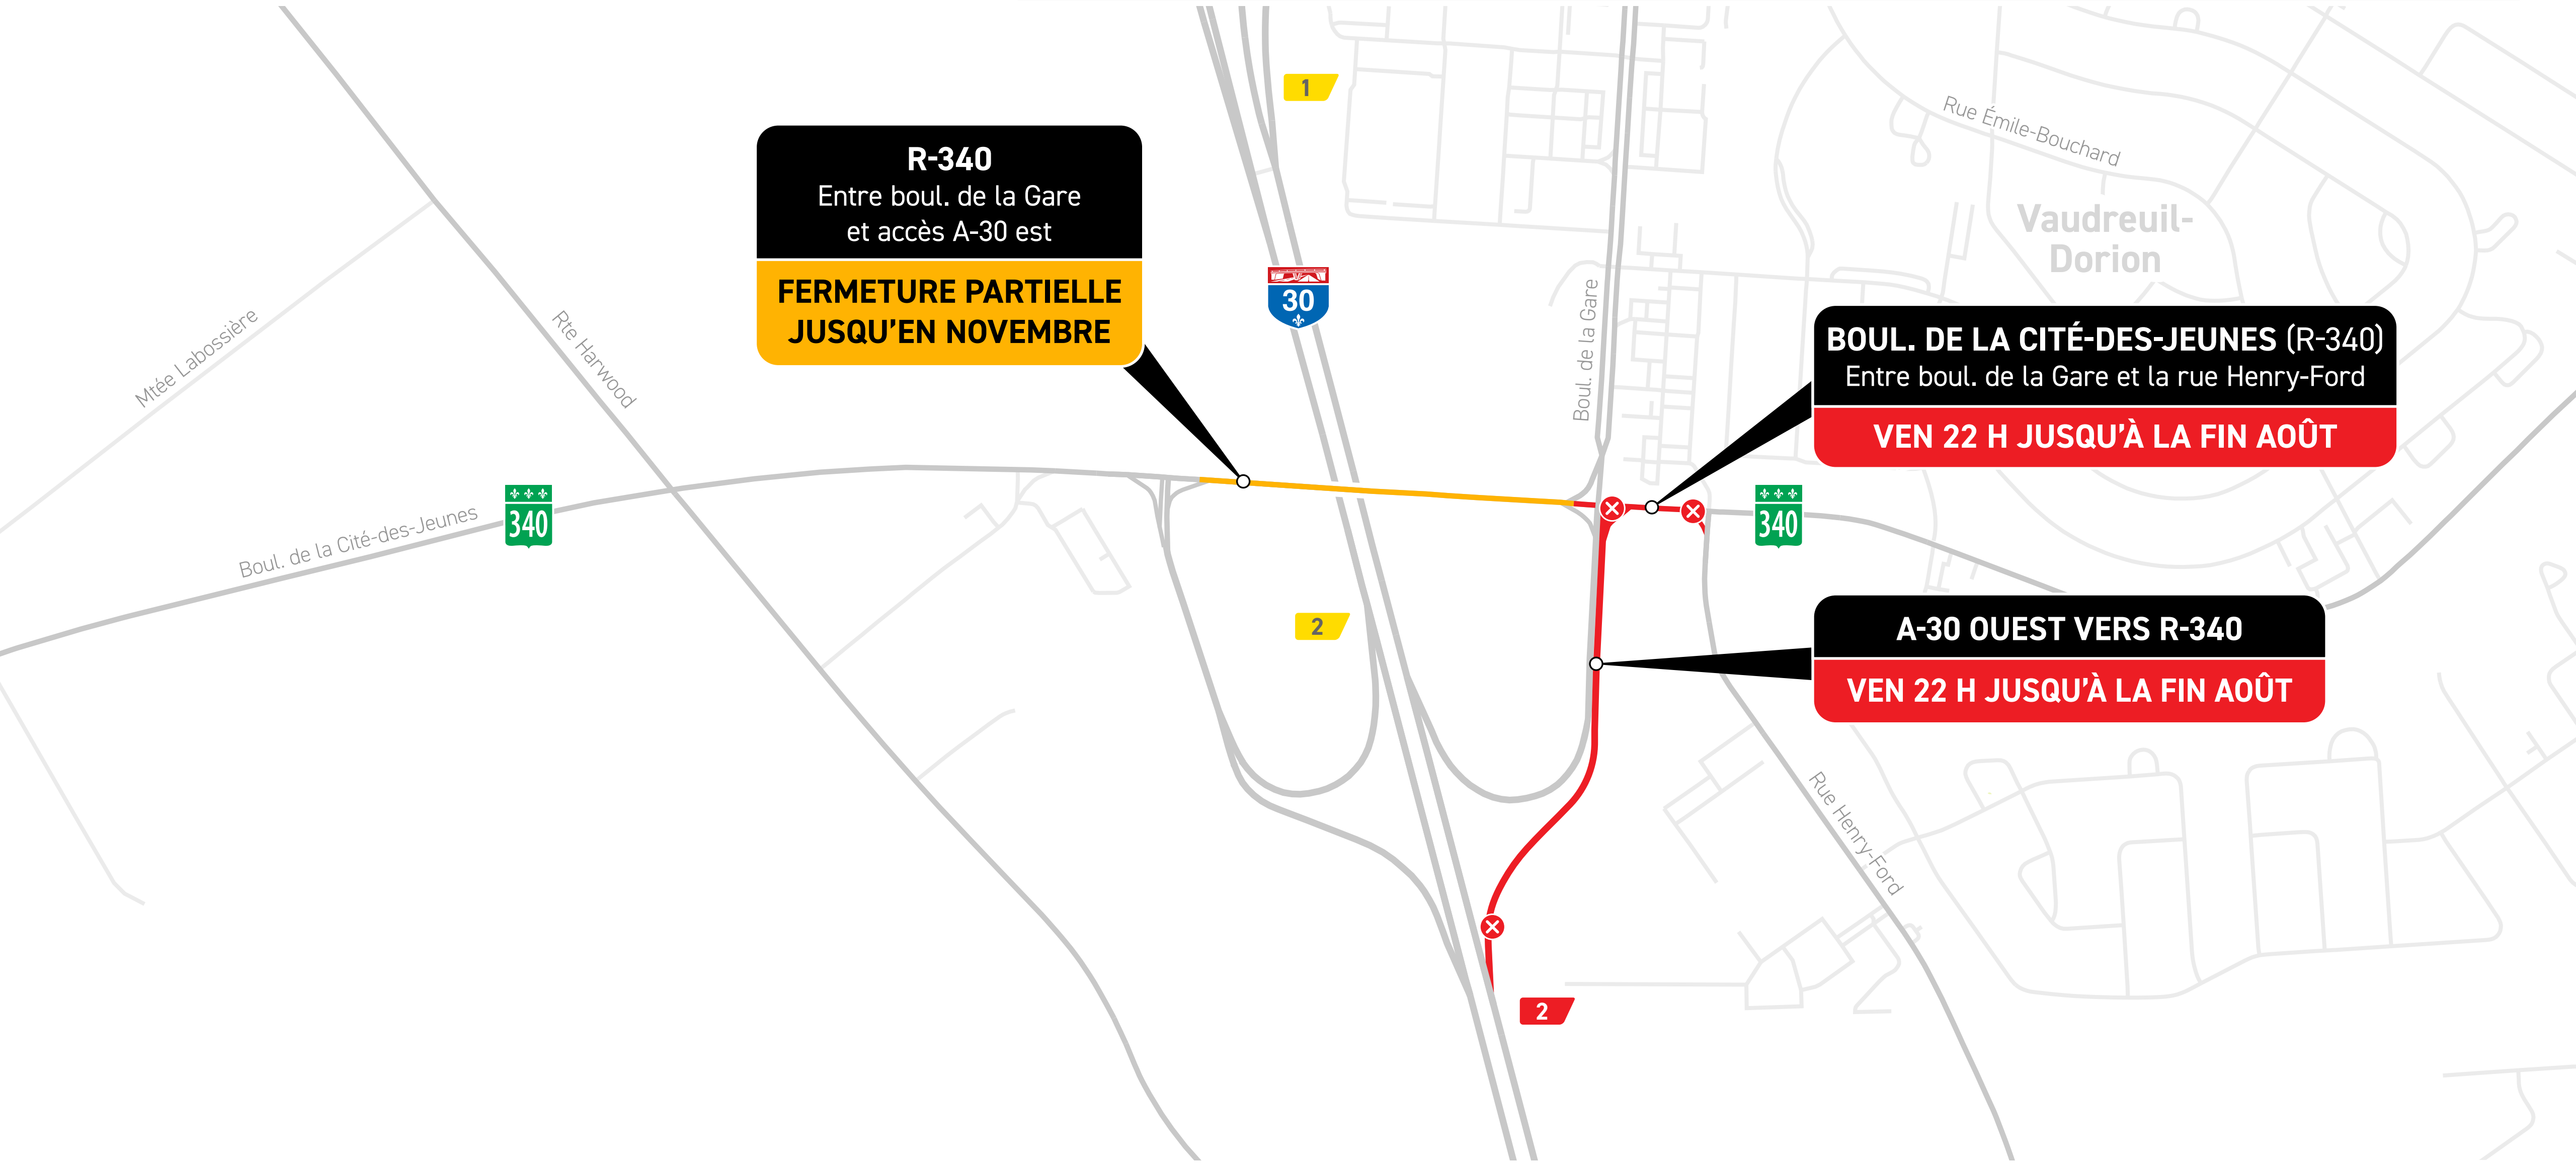 1
Rue Émile-Bouchard
R-340
Entre boul. de la Gare
et accès A-30 est
FERMETURE PARTIELLE
JUSQU'EN NOVEMBRE
Vaudreuil-
Dorion
30
Mtée Labossière
Rte Harwood
Boul. de la Gare
BOUL. DE LA CITÉ-DES-JEUNES (R-340)
Entre boul. de la Gare et la rue Henry-Ford
VEN 22 H JUSQU'À LA FIN AOÛT
Boul. de la Cité-des-Jeunes
340
340
2
A-30 OUEST VERS R-340
VEN 22 H JUSQU'À LA FIN AOÛT
Rue Henry-Ford
2